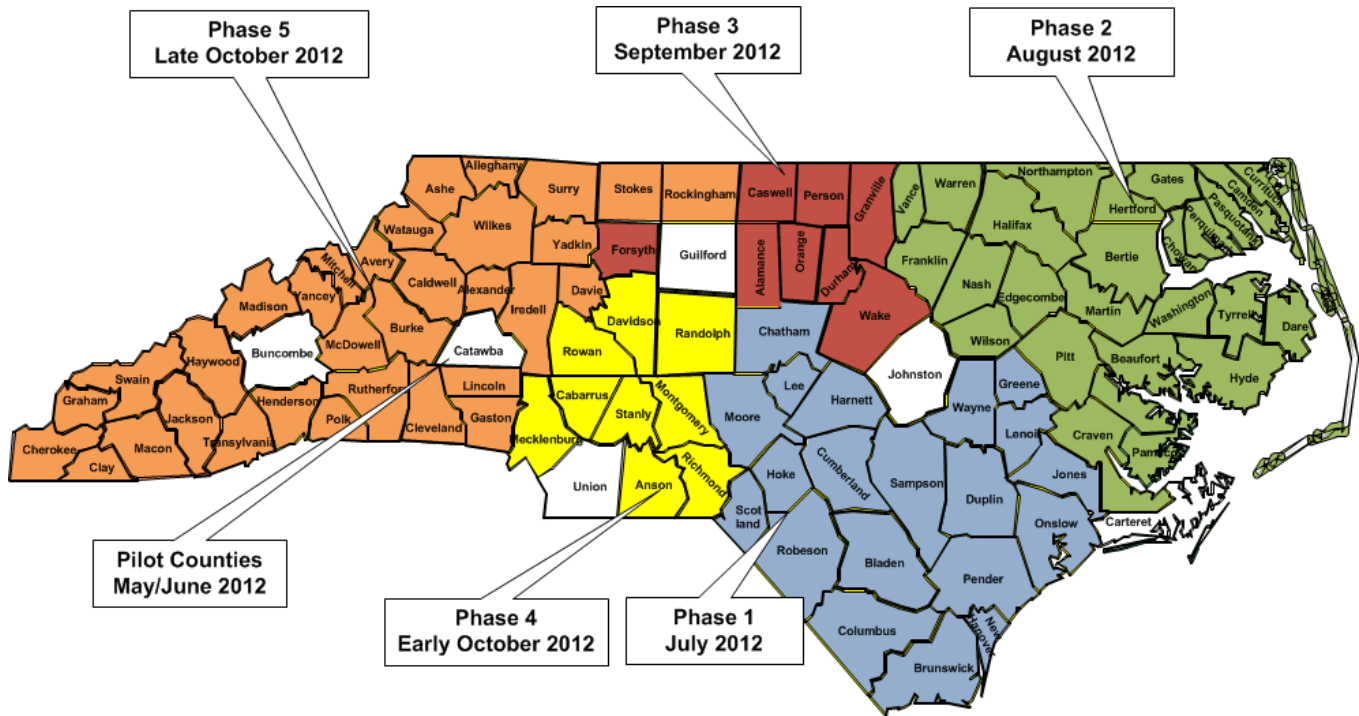 Phase 5
Late October 2012
Phase 3
September 2012
Phase 2
August 2012
Alleghany
Ashe
Surry
Stokes
Rockingham
Caswell
Person
Granville
Vance
Warren
Northampton
Gates
Currituck
Camden
Pasquotank
Perquimans
Chowan
Hertford
Halifax
Watauga
Wilkes
Yadkin
Forsyth
Guilford
Alamance
Orange
Durham
Franklin
Nash
Edgecombe
Bertie
Avery
Mitchell
Yancey
Madison
Caldwell
Alexander
Iredell
Davie
Davidson
Randolph
Chatham
Wake
Wilson
Martin
Washington
Tyrrell
Dare
Buncombe
McDowell
Burke
Catawba
Rowan
Haywood
Swain
Graham
Jackson
Henderson
Rutherfor
Polk
Lincoln
Cleveland
Gaston
Cabarrus
Stanly
Montgomery
Moore
Lee
Harnett
Johnston
Wayne
Greene
Pitt
Beaufort
Hyde
Cherokee
Macon
Clay
Transylvania
Mecklenburg
Union
Anson
Richmond
Hoke
Scot
land
Cumberland
Sampson
Duplin
Lenoi
Craven
Pamlico
Jones
Onslow
Carteret
Robeson
Bladen
Pender
Columbus
New
Hanover
Brunswick
Pilot Counties
May/June 2012
Phase 4
Early October 2012
Phase 1
July 2012